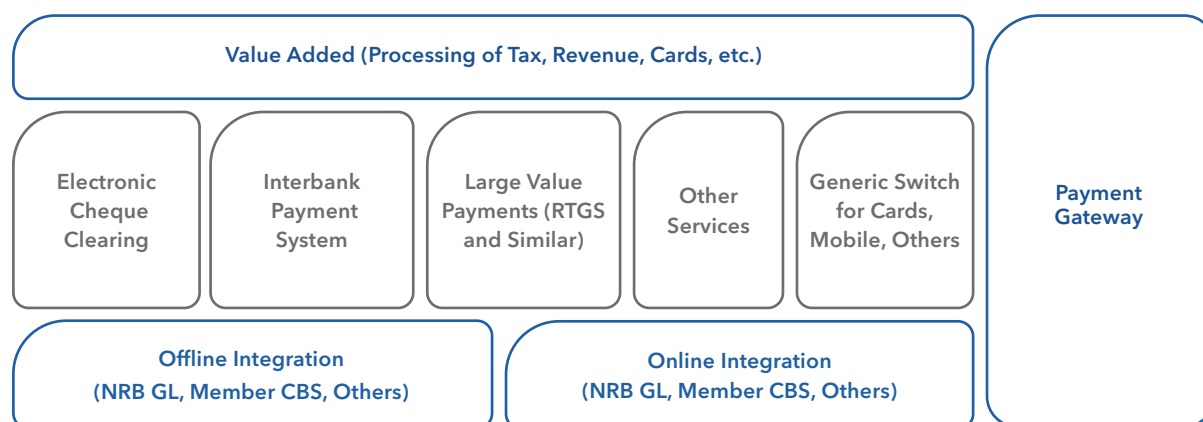 Value Added (Processing of Tax, Revenue, Cards, etc.)
Electronic
Cheque
Clearing
Interbank
Payment
System
Large Value
Payments (RTGS
and Similar)
Other
Services
Generic Switch
for Cards,
Mobile, Others
Payment
Gateway
Offline Integration
(NRB GL, Member CBS, Others)
Online Integration
(NRB GL, Member CBS, Others)